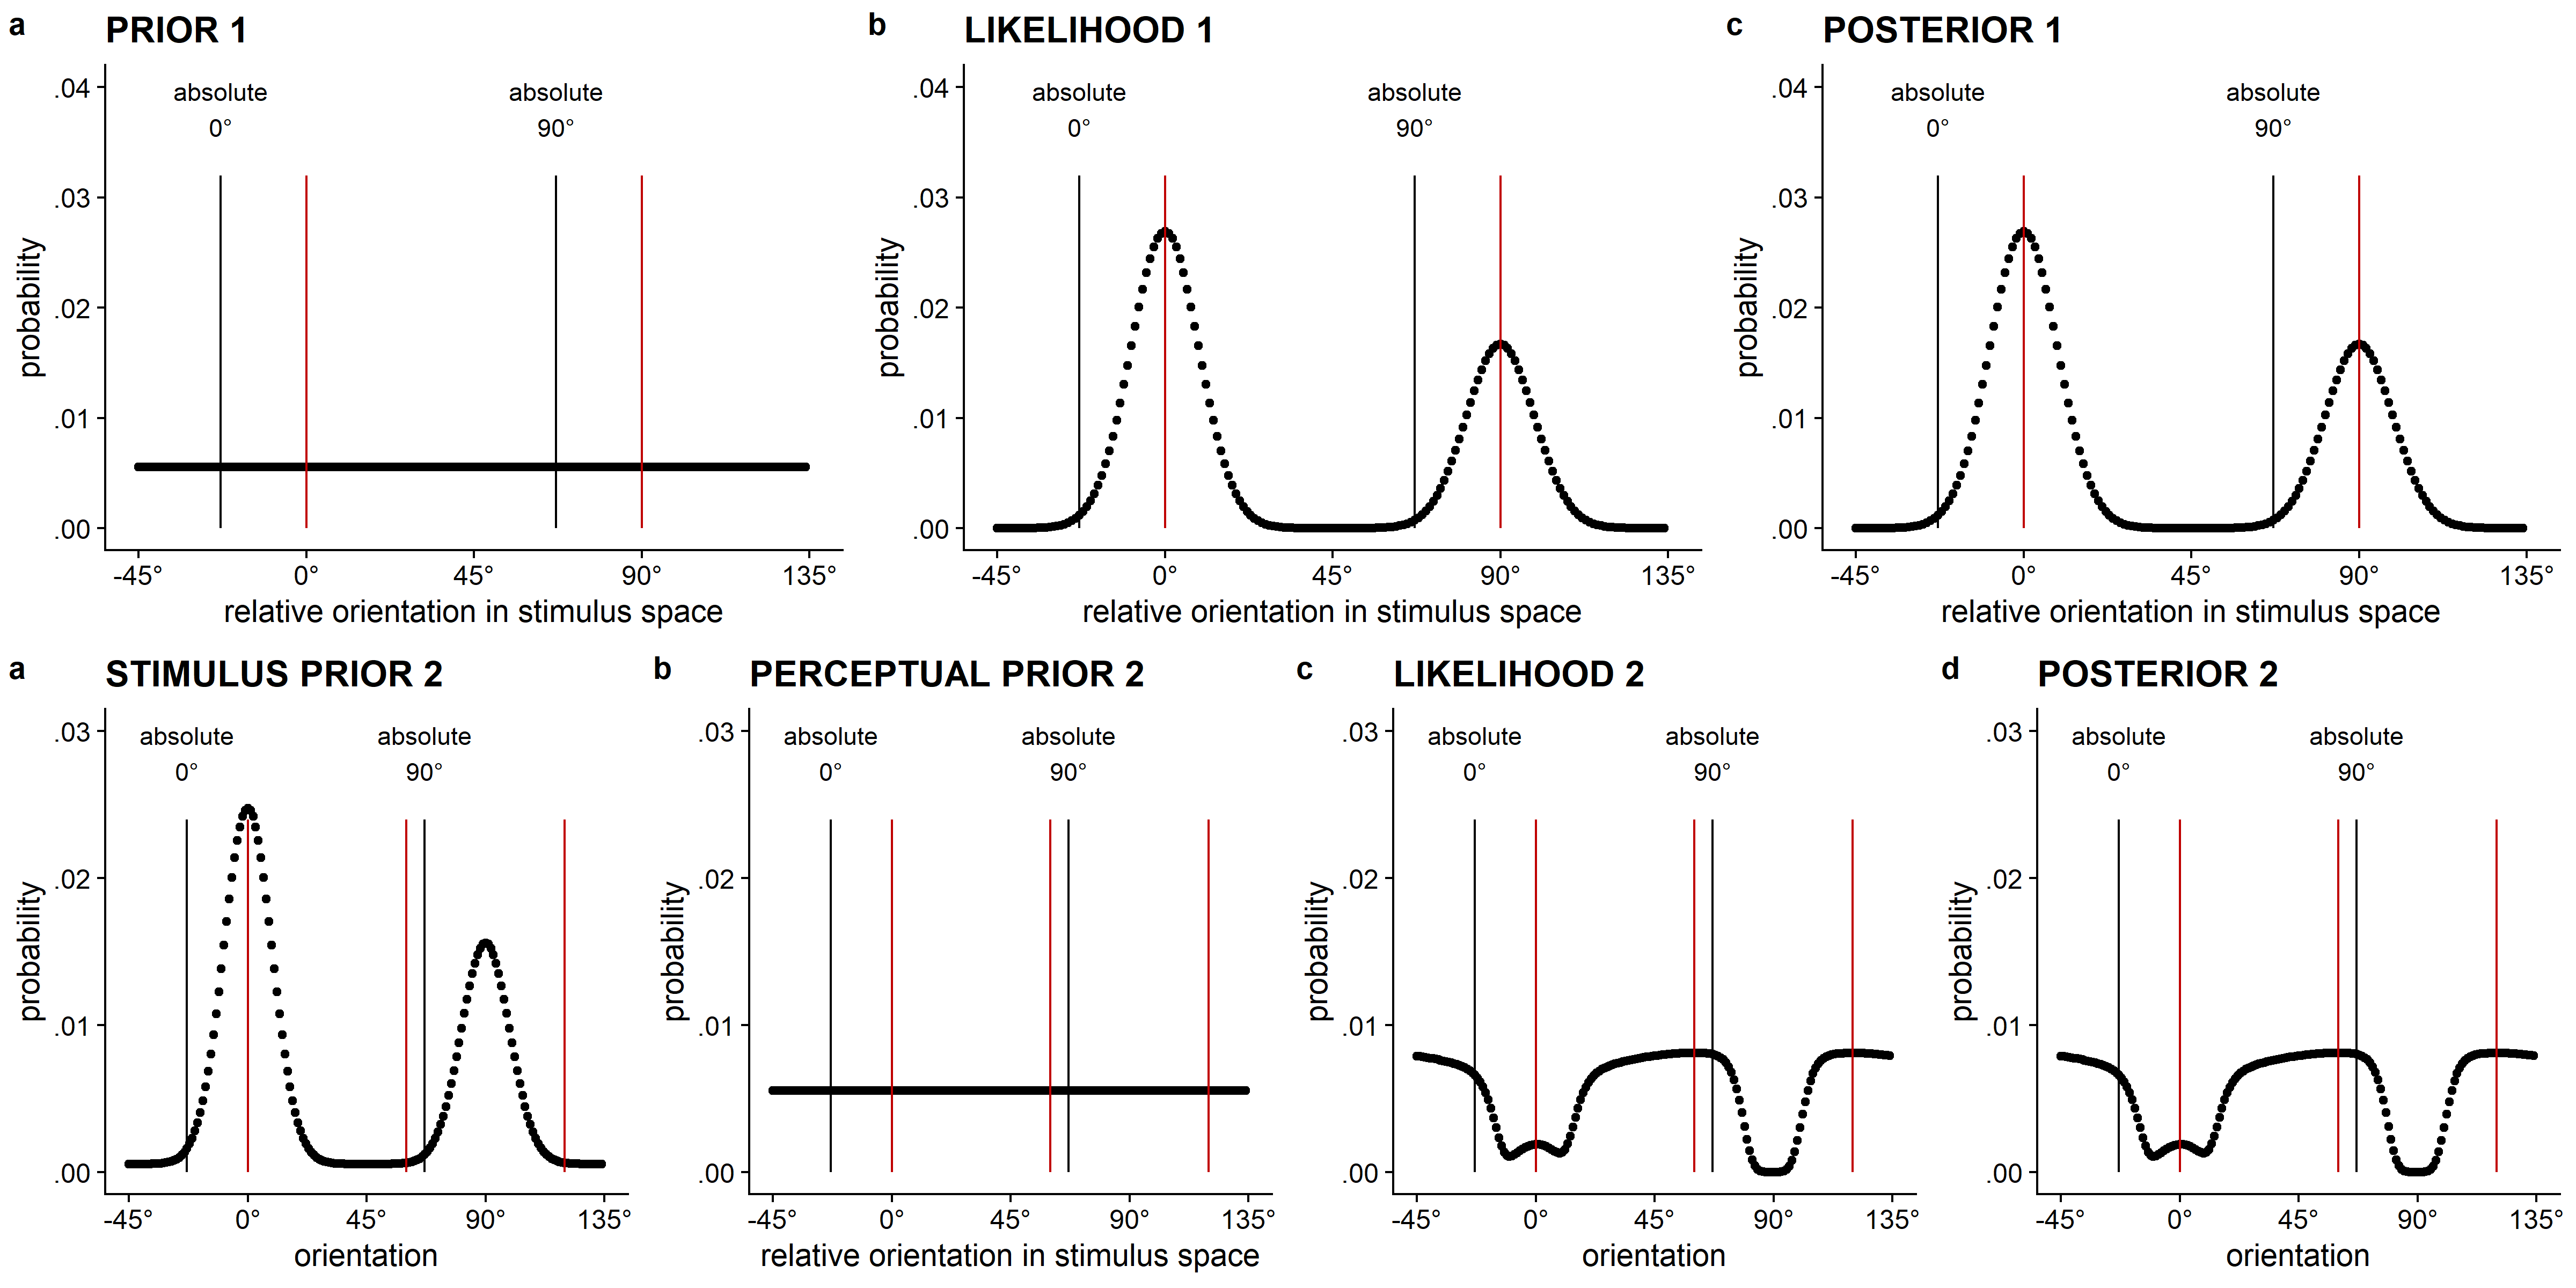 a PRIOR 1
.04
.03
.02
.01
.00
probability
absolute
0°
absolute
90°
-45° 0° 45° 90° 135°
relative orientation in stimulus space
b LIKELIHOOD 1
.04
.03
.02
.01
.00
probability
absolute
0°
absolute
90°
-45° 0° 45° 90° 135°
relative orientation in stimulus space
c POSTERIOR 1
.04
.03
.02
.01
.00
probability
absolute
0°
absolute
90°
-45° 0° 45° 90° 135°
relative orientation in stimulus space
a STIMULUS PRIOR 2
.03
.02
.01
.00
probability
absolute
0°
absolute
90°
-45° 0° 45° 90° 135°
orientation
b PERCEPTUAL PRIOR 2
.03
.02
.01
.00
probability
absolute
0°
absolute
90°
-45° 0° 45° 90° 135°
relative orientation in stimulus space
c LIKELIHOOD 2
.03
.02
.01
.00
probability
absolute
0°
absolute
90°
-45° 0° 45° 90° 135°
orientation
d POSTERIOR 2
.03
.02
.01
.00
probability
absolute
0°
absolute
90°
-45° 0° 45° 90° 135°
orientation